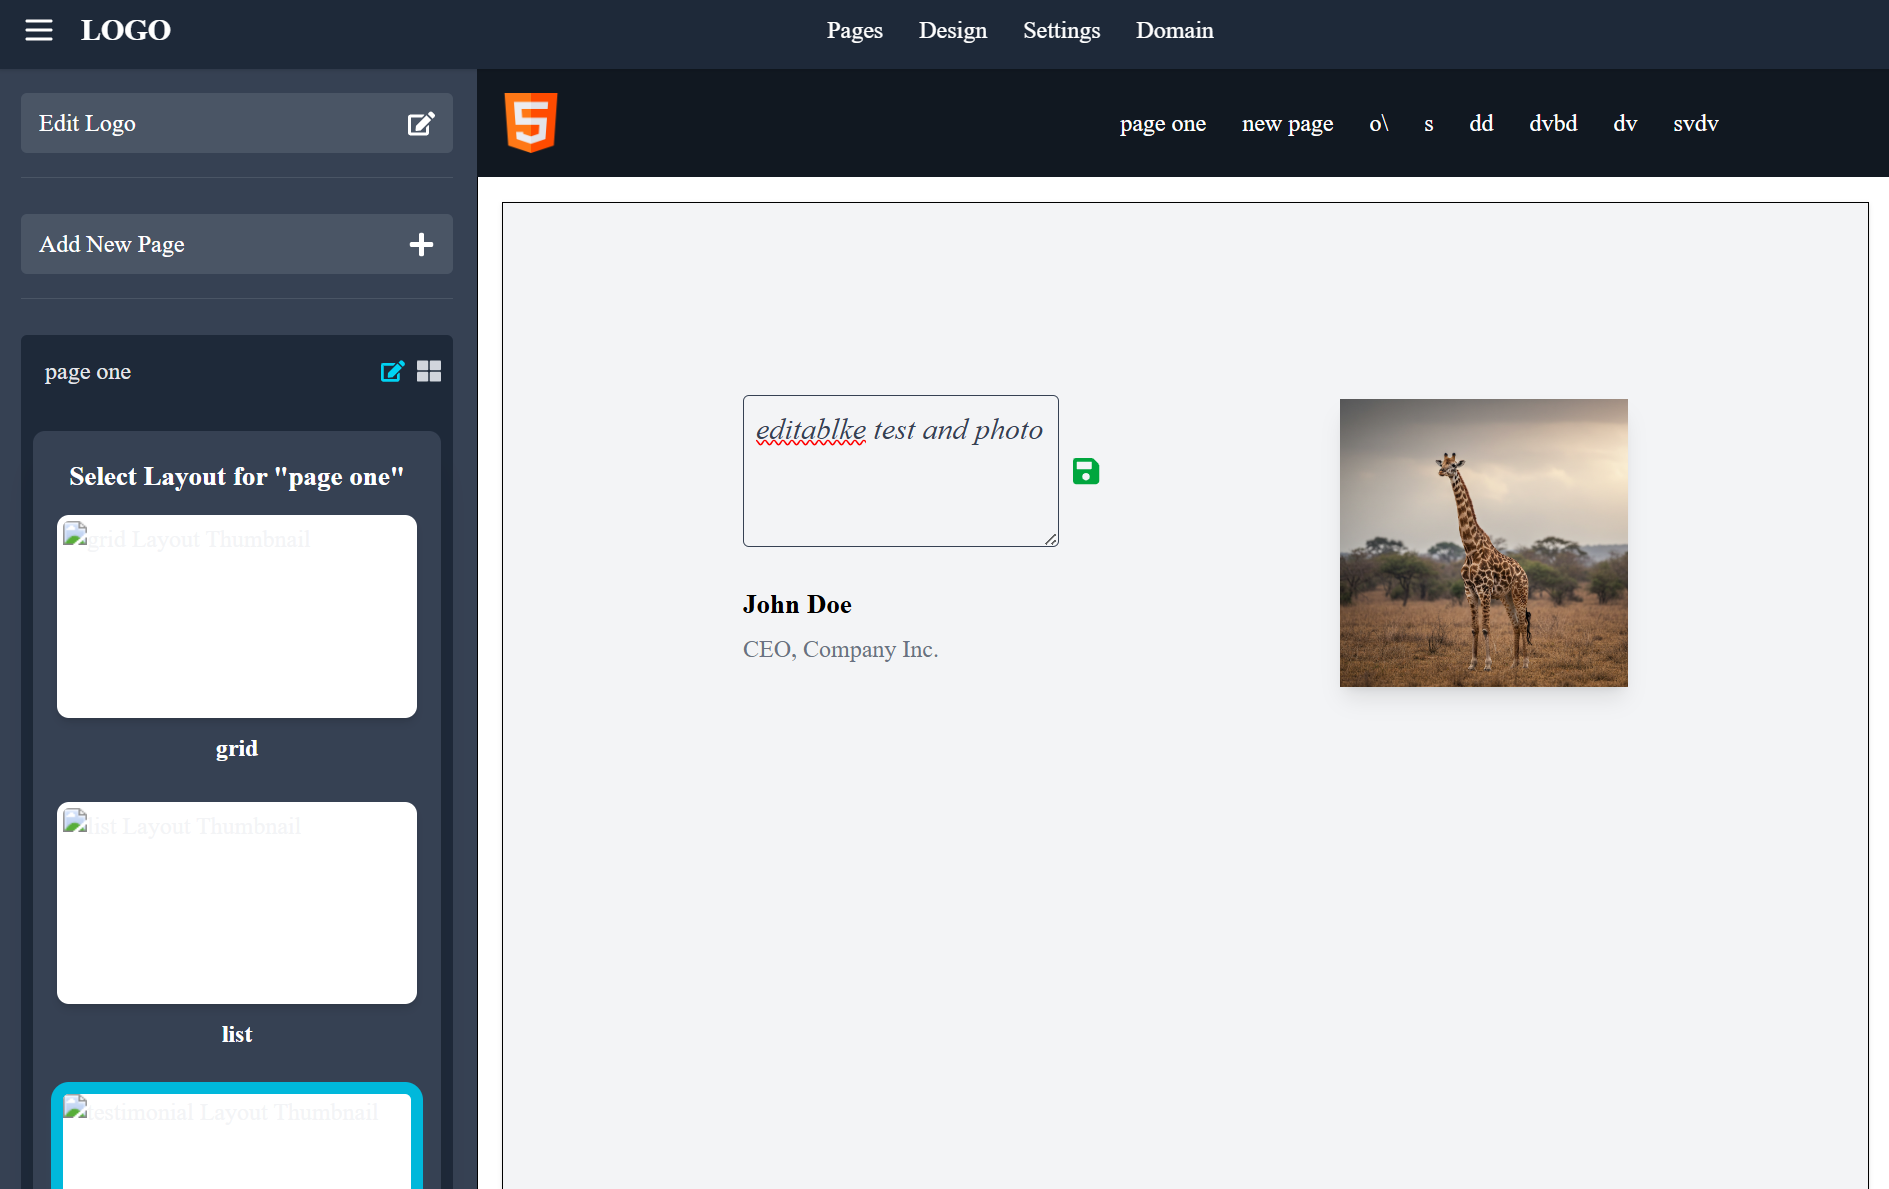 LOGO
Pages Design Settings Domain
Edit Logo
page one new page o\ s dd dvbd dv svdv
Add New Page
page one
Select Layout for "page one"
grid Layout Thumbnail
grid
list Layout Thumbnail
list
testimonial Layout Thumbnail
editablke test and photo
John Doe
CEO, Company Inc.